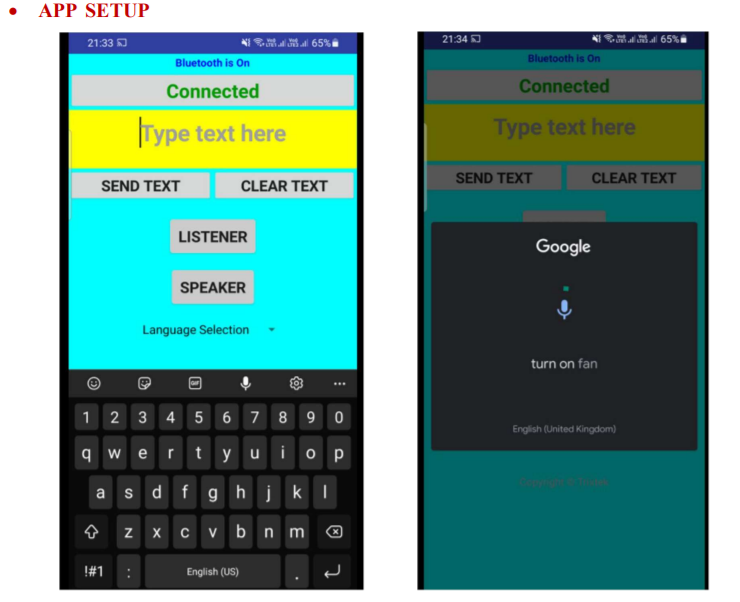 • APP SETUP
21:33 65%
Bluetooth is On
Connected
Type text here
SEND TEXT CLEAR TEXT
LISTENER
SPEAKER
Language Selection
GIF
1 2 3 4 5 6 7 8 9 0
q w e r t y u i o p
a s d f g h j k l
z x c v b n m
!#1 : English (US) .
21:34 65%
Bluetooth is On
Connected
Type text here
SEND TEXT CLEAR TEXT
Google
turn on fan
English (United Kingdom)